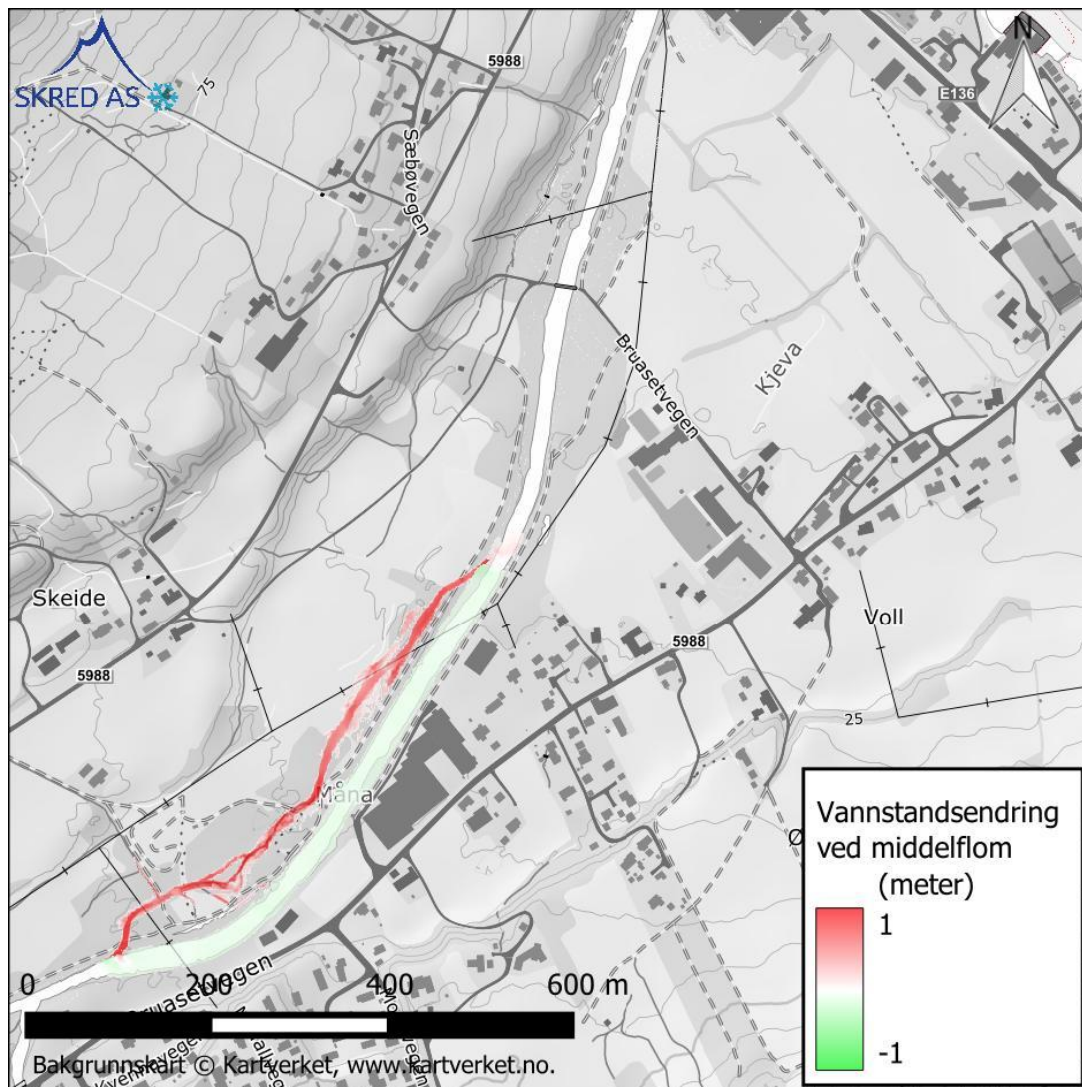 SKRED AS
75
5988
N
E136
Sæbøvegen
Bruasetvegen
Kjeva
Skeide
5988
Voll
5988
25
Måna
Ø
Vannstandsendring
ved middelflom
(meter)
1
-1
0 200 400 600 m
Bruasetvegen
Bakgrunnskart © Kartverket, www.kartverket.no.